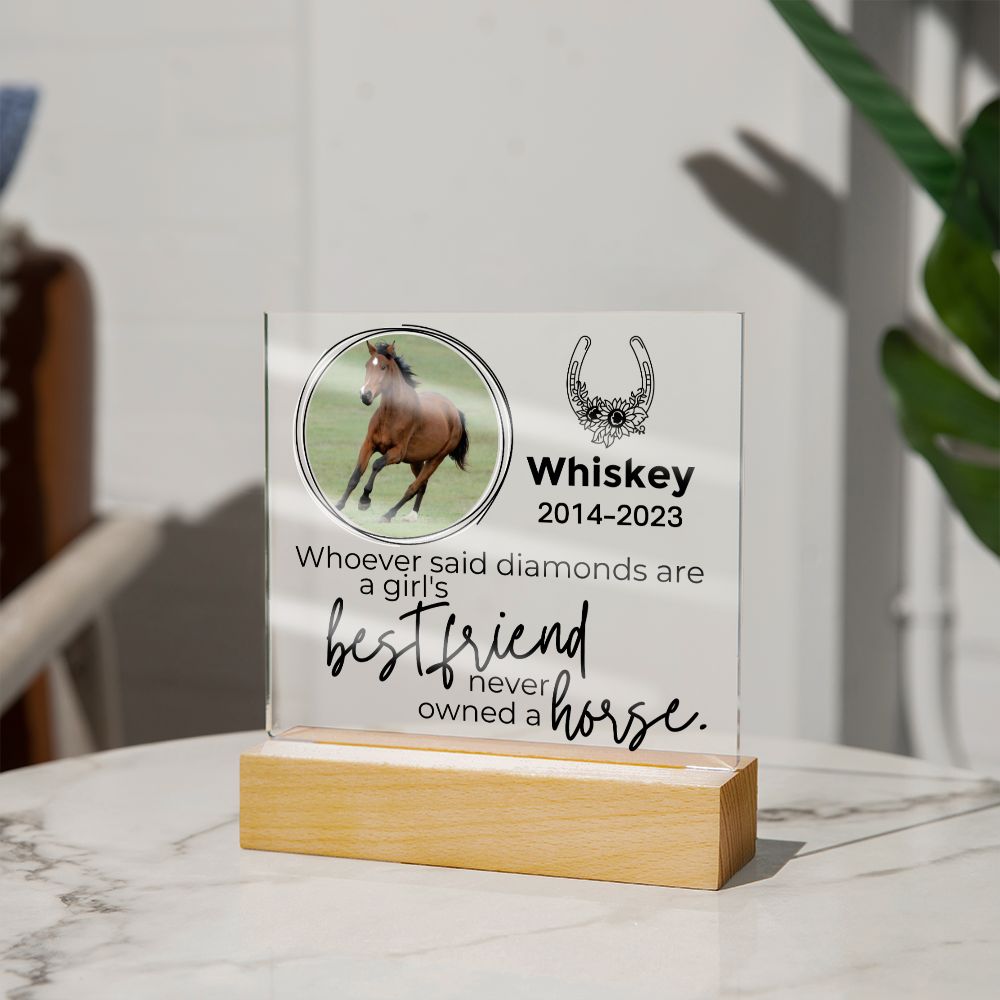 Whiskey
2014-2023
Whoever said diamonds are
a girl's
best friend
never
owned a horse.